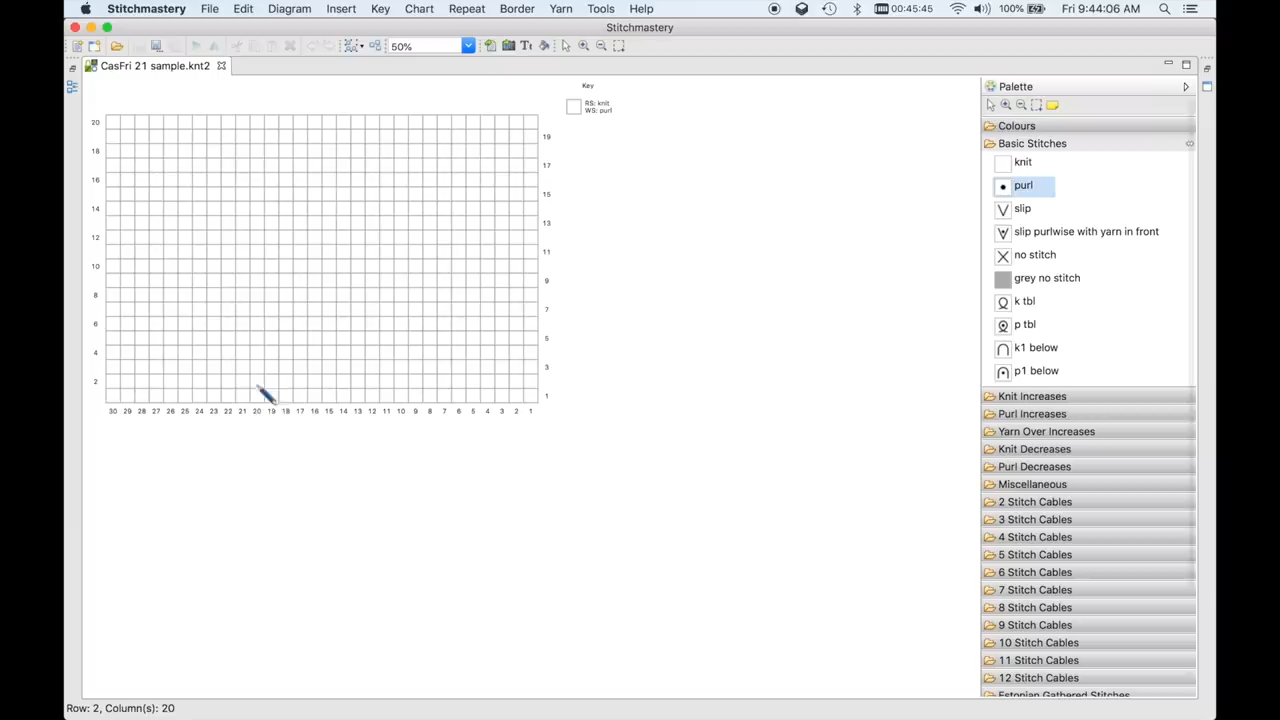 Stitchmastery File Edit Diagram Insert Key Chart Repeat Border Yarn Tools Help 00:45:45 100% Fri 9:44:06 AM
Stitchmastery
50%
CasFri 21 sample.knt2
Key
RS: knit
WS: purl
20
19
18
17
16
15
14
13
12
11
10
9
8
7
6
5
4
3
2
1
30 29 28 27 26 25 24 23 22 21 20 19 18 17 16 15 14 13 12 11 10 9 8 7 6 5 4 3 2 1
Palette
Colours
Basic Stitches
knit
purl
slip
slip purlwise with yarn in front
no stitch
grey no stitch
k tbl
p tbl
k1 below
p1 below
Knit Increases
Purl Increases
Yarn Over Increases
Knit Decreases
Purl Decreases
Miscellaneous
2 Stitch Cables
3 Stitch Cables
4 Stitch Cables
5 Stitch Cables
6 Stitch Cables
7 Stitch Cables
8 Stitch Cables
9 Stitch Cables
10 Stitch Cables
11 Stitch Cables
12 Stitch Cables
Estonian Gathered Stitches
Row: 2, Column(s): 20